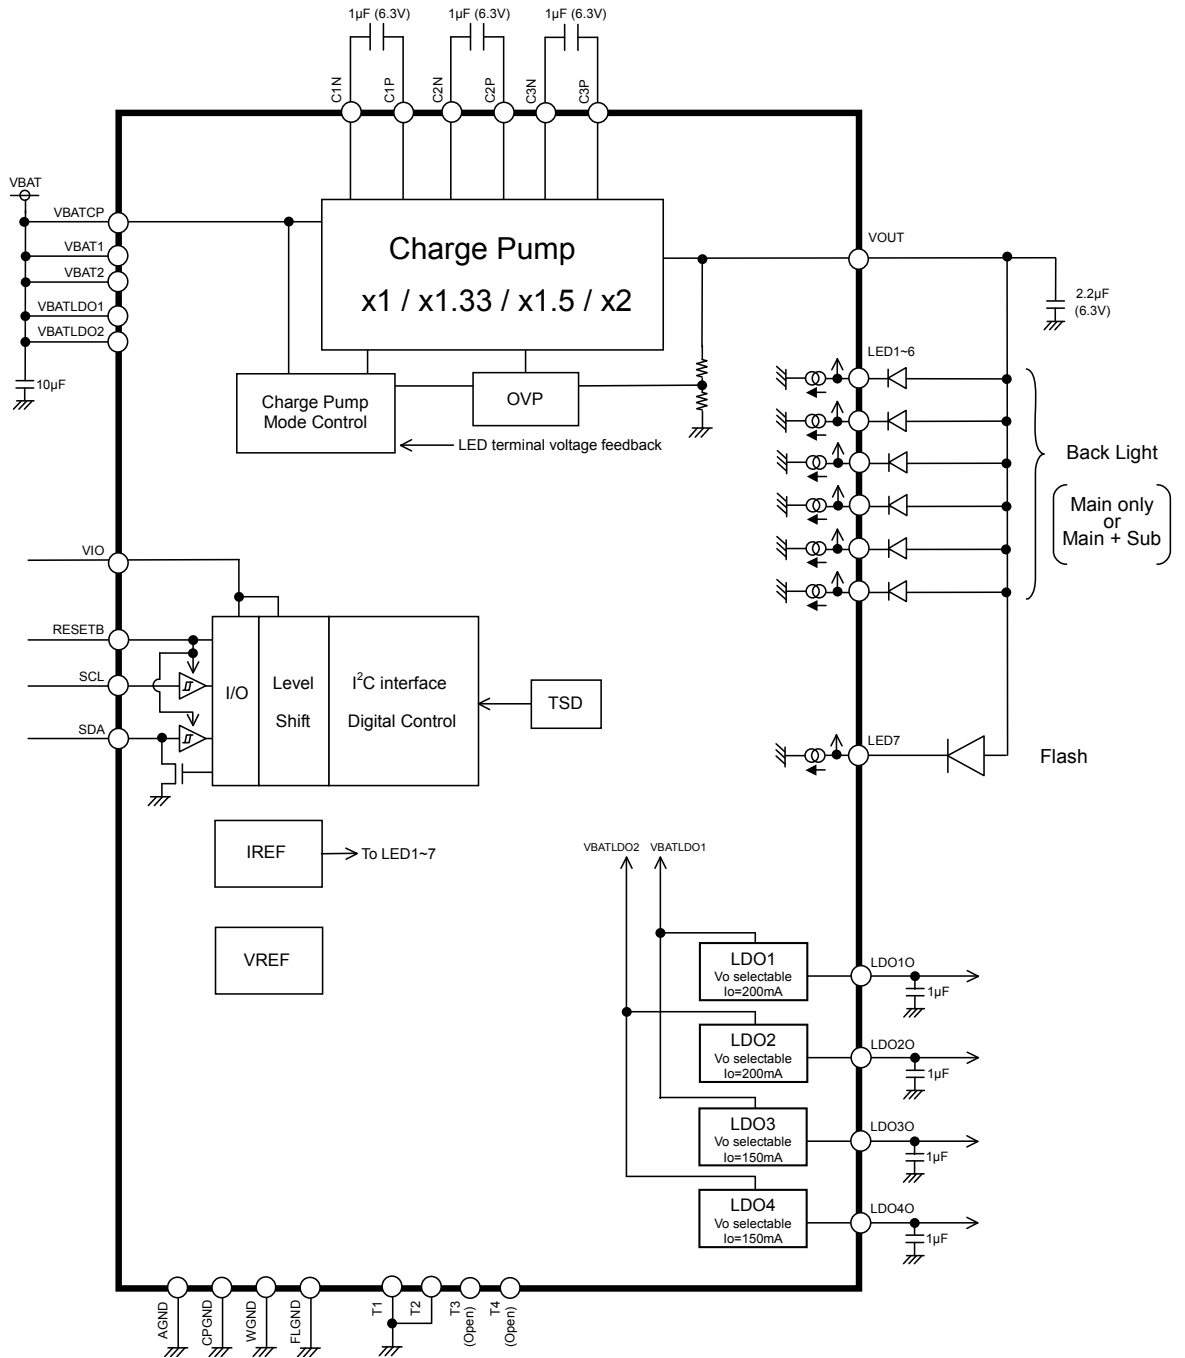 1µF (6.3V)
1µF (6.3V)
1µF (6.3V)
C1N
C1P
C2N
C2P
C3N
C3P
VBAT
VBATCP
VBAT1
VBAT2
VBATLDO1
VBATLDO2
10µF
Charge Pump
x1 / x1.33 / x1.5 / x2
VOUT
2.2µF
(6.3V)
Charge Pump
Mode Control
OVP
LED terminal voltage feedback
LED1~6
Back Light
Main only
or
Main + Sub
VIO
RESETB
SCL
SDA
I/O
Level
Shift
I²C interface
Digital Control
TSD
LED7
Flash
IREF
To LED1~7
VREF
VBATLDO2
VBATLDO1
LDO1
Vo selectable
Io=200mA
LDO1O
1µF
LDO2
Vo selectable
Io=200mA
LDO2O
1µF
LDO3
Vo selectable
Io=150mA
LDO3O
1µF
LDO4
Vo selectable
Io=150mA
LDO4O
1µF
AGND
CPGND
WGND
FLGND
T1
T2
T3
(Open)
T4
(Open)